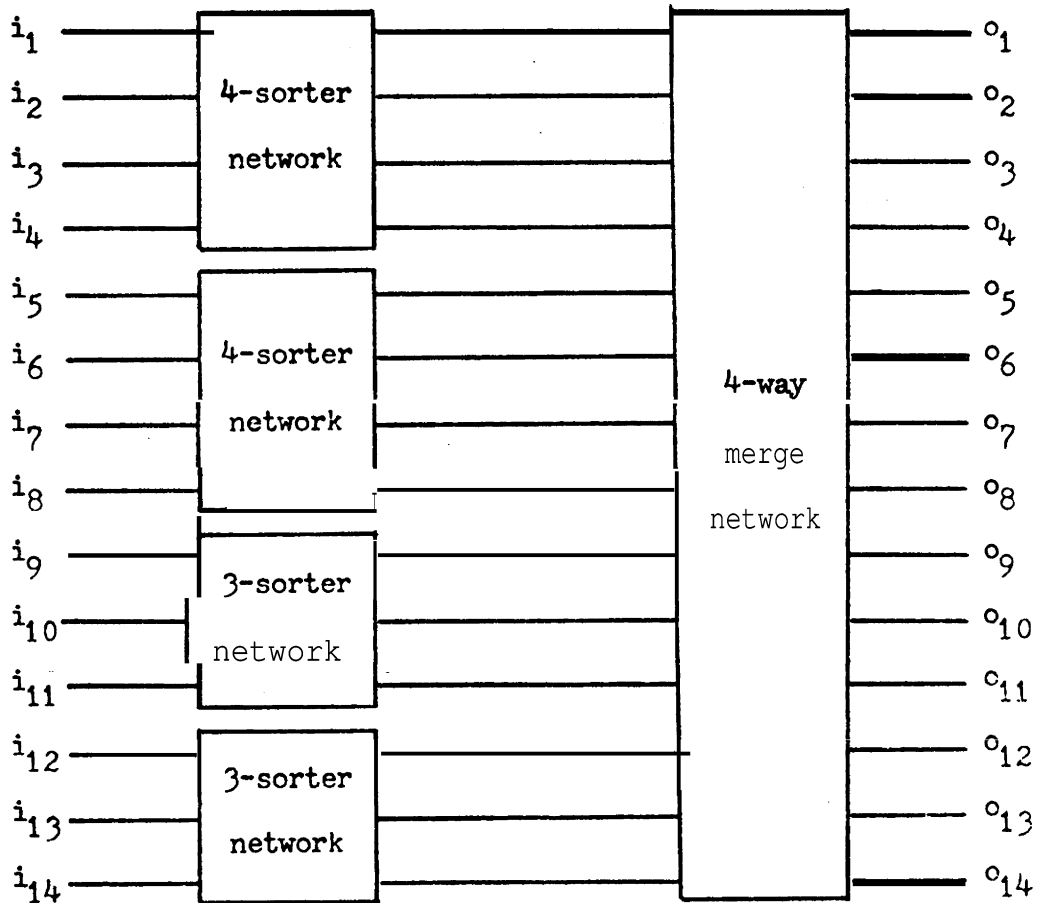 i1 o1
4-sorter
i2 o2
network
i3 o3
i4 o4
i5 o5
4-sorter
i6 o6
4-way
network
i7 o7
merge
i8 o8
network
i9 o9
3-sorter
i10 o10
network
i11 o11
i12 o12
3-sorter
i13 o13
network
i14 o14